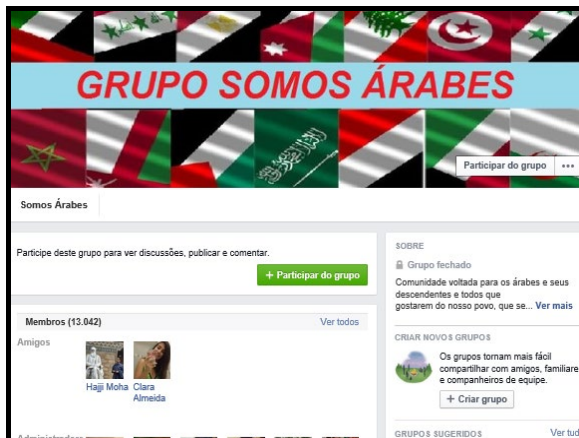 GRUPO SOMOS ÁRABES
Participar do grupo
Somos Árabes
Participe deste grupo para ver discussões, publicar e comentar.
+ Participar do grupo
Membros (13.042)
Ver todos
Amigos
Hajji Moha
Clara
Almeida
SOBRE
Grupo fechado
Comunidade voltada para os árabes e seus
descendentes e todos que
gostarem do nosso povo, que se... Ver mais
CRIAR NOVOS GRUPOS
Os grupos tornam mais fácil
compartilhar com amigos, familiare
e companheiros de equipe.
+ Criar grupo
GRUPOS SUGERIDOS
Ver tud